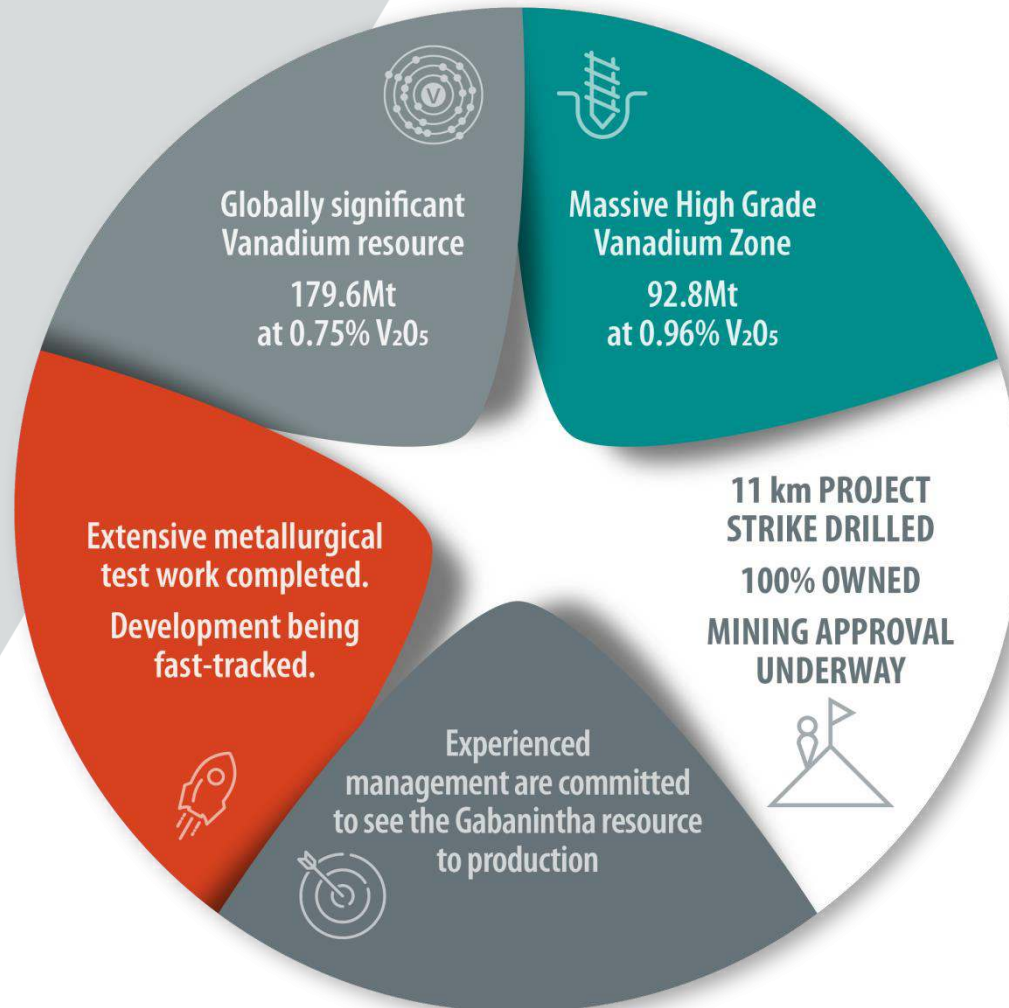 V
Globally significant
Vanadium resource
179.6Mt
at 0.75% V₂O₅
Massive High Grade
Vanadium Zone
92.8Mt
at 0.96% V₂O₅
11 km PROJECT
STRIKE DRILLED
100% OWNED
MINING APPROVAL
UNDERWAY
Experienced
management are committed
to see the Gabanintha resource
to production
Extensive metallurgical
test work completed.
Development being
fast-tracked.